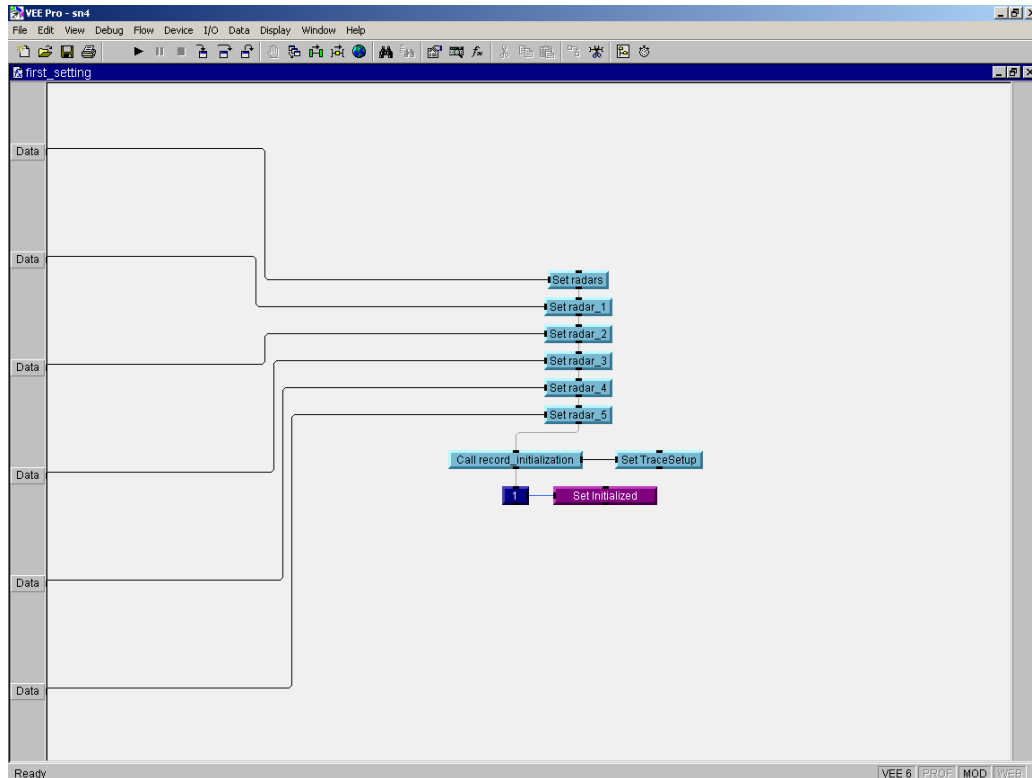 VEE Pro - sn4
File Edit View Debug Flow Device I/O Data Display Window Help
first_setting
Data
Data
Set radars
Set radar_1
Set radar_2
Data
Set radar_3
Set radar_4
Set radar_5
Call record_initialization Set TraceSetup
Data
1 Set Initialized
Data
Data
Ready VEE 6 PROF MOD WEB